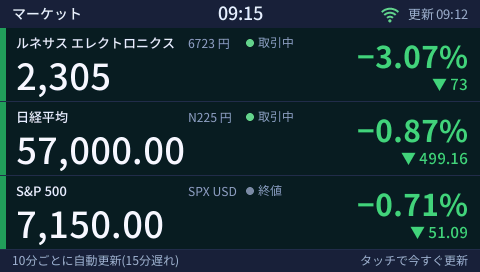 マーケット 09:15 更新 09:12
ルネサス エレクトロニクス 6723 円 取引中 −3.07%
2,305 ▼73
日経平均 N225 円 取引中 −0.87%
57,000.00 ▼499.16
S&P 500 SPX USD 終値 −0.71%
7,150.00 ▼51.09
10分ごとに自動更新(15分遅れ) タッチで今すぐ更新